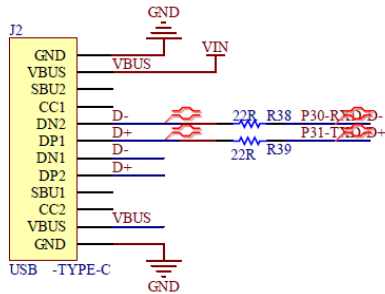 GND
J2
VIN
GND
VBUS VBUS
SBU2
CC1
DN2 D- 22R R38 P30-RXD D-
DP1 D+ P31-TXD D+
DN1 D- 22R R39
DP2 D+
SBU1
CC2
VBUS VBUS
GND
USB -TYPE-C
GND